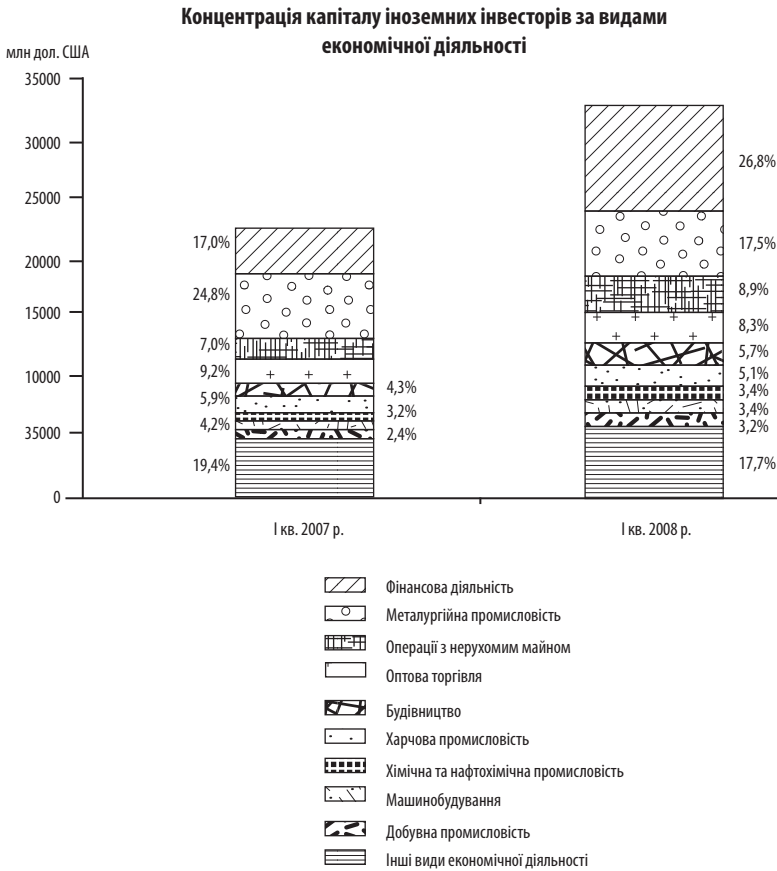 Концентрація капіталу іноземних інвесторів за видами
економічної діяльності
млн дол. США
35000
30000
25000
20000
15000
10000
35000
0
17,0%
24,8%
7,0%
9,2%
5,9%
4,2%
19,4%
4,3%
3,2%
2,4%
26,8%
17,5%
8,9%
8,3%
5,7%
5,1%
3,4%
3,4%
3,2%
17,7%
І кв. 2007 р.
І кв. 2008 р.
Фінансова діяльність
Металургійна промисловість
Операції з нерухомим майном
Оптова торгівля
Будівництво
Харчова промисловість
Хімічна та нафтохімічна промисловість
Машинобудування
Добувна промисловість
Інші види економічної діяльності